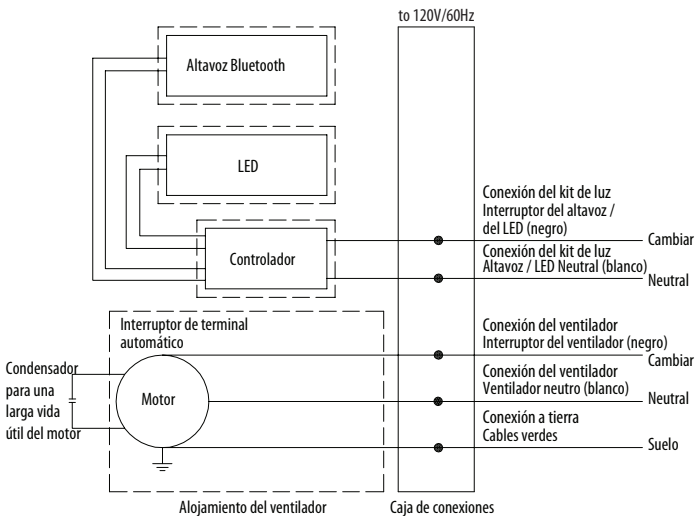 to 120V/60Hz
Altavoz Bluetooth
LED
Controlador
Conexión del kit de luz
Interruptor del altavoz /
del LED (negro)
Cambiar
Conexión del kit de luz
Altavoz / LED Neutral (blanco)
Neutral
Interruptor de terminal
automático
Conexión del ventilador
Interruptor del ventilador (negro)
Cambiar
Condensador
para una
larga vida
útil del motor
Motor
Conexión del ventilador
Ventilador neutro (blanco)
Neutral
Conexión a tierra
Cables verdes
Suelo
Alojamiento del ventilador
Caja de conexiones